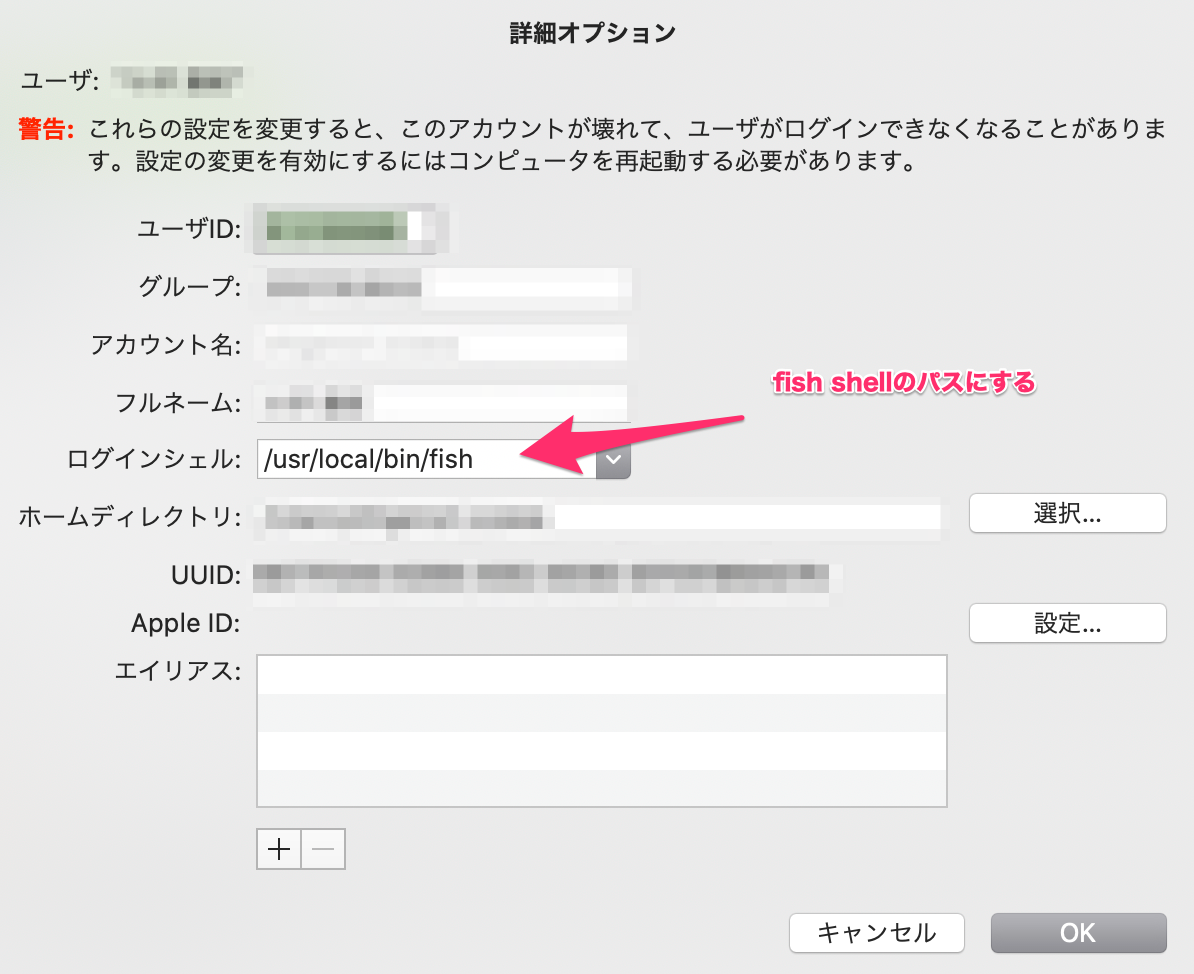 詳細オプション
ユーザ:
警告: これらの設定を変更すると、このアカウントが壊れて、ユーザがログインできなくなることがありま
す。設定の変更を有効にするにはコンピュータを再起動する必要があります。
ユーザID:
グループ:
アカウント名:
fish shellのパスにする
フルネーム:
ログインシェル: /usr/local/bin/fish
ホームディレクトリ: 選択...
UUID:
Apple ID: 設定...
エイリアス:
キャンセル OK